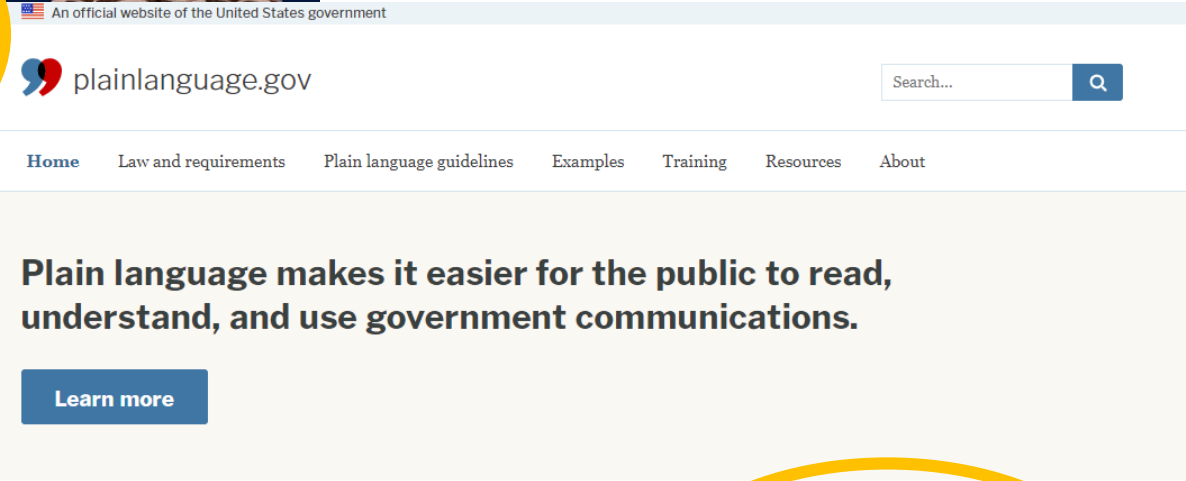 An official website of the United States government
plainlanguage.gov
Search...
Home Law and requirements Plain language guidelines Examples Training Resources About
Plain language makes it easier for the public to read,
understand, and use government communications.
Learn more